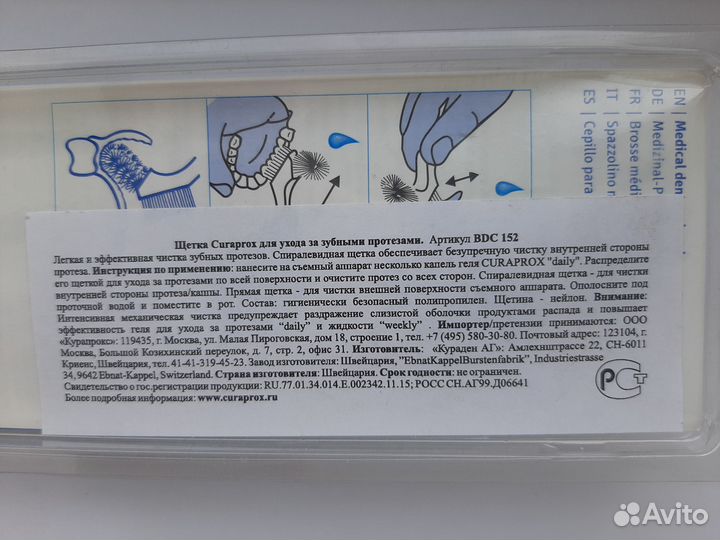 EN | Medical den
DE | Medizinal-P
FR | Brosse médi
IT | Spazzolino
ES | Cepillo para
Щетка Curaprox для ухода за зубными протезами. Артикул BDC 152
Легкая и эффективная чистка зубных протезов. Спиралевидная щетка обеспечивает безупречную чистку внутренней стороны
протеза. Инструкция по применению: нанесите на съемный аппарат несколько капель геля CURAPROX "daily". Распределите
его щеткой для ухода за протезами по всей поверхности и очистите протез со всех сторон. Спиралевидная щетка - для чистки
внутренней стороны протеза/каппы. Прямая щетка - для чистки внешней поверхности съемного аппарата. Ополосните под
проточной водой и поместите в рот. Состав: гигиенически безопасный полипропилен. Щетина - нейлон. Внимание:
Интенсивная механическая чистка предупреждает раздражение слизистой оболочки продуктами распада и повышает
эффективность геля для ухода за протезами “daily” и жидкости “weekly” . Импортер/претензии принимаются: ООО
«Курапрокс»: 119435, г. Москва, ул. Малая Пироговская, дом 18, строение 1, тел. +7 (495) 580-30-80. Почтовый адрес: 123104, г.
Москва, Большой Козихинский переулок, д. 7, стр. 2, офис 31. Изготовитель: «Кураден АГ»: Амлехнштрассе 22, CH-6011
Криенс, Швейцария, тел. 41-41-319-45-23. Завод изготовитель: Швейцария, "EbnatKappelBurstenfabrik", Industriestrasse
34, 9642 Ebnat-Kappel, Switzerland. Страна изготовителя: Швейцария. Срок годности: не ограничен.
Свидетельство о гос.регистрации продукции: RU.77.01.34.014.Е.002342.11.15; РОСС CH.АГ99.Д06641
Более подробная информация: www.curaprox.ru
РСТ
Avito